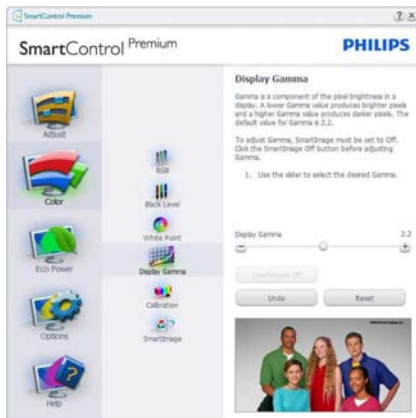 SmartControl Premium
SmartControl Premium
PHILIPS
Adjust
Color
Eco Power
Options
Help
RGB
Black Level
White Point
Display Gamma
Calibration
SmartImage
Display Gamma
Gamma is a component of the pixel brightness in a
display. A lower Gamma value produces brighter pixels
and a higher Gamma value produces darker pixels. The
default value for Gamma is 2.2.
To adjust Gamma, SmartImage must be set to Off.
Click the SmartImage Off button before adjusting
Gamma.
1. Use the slider to select the desired Gamma.
Display Gamma 2.2
SmartImage Off
Undo Reset